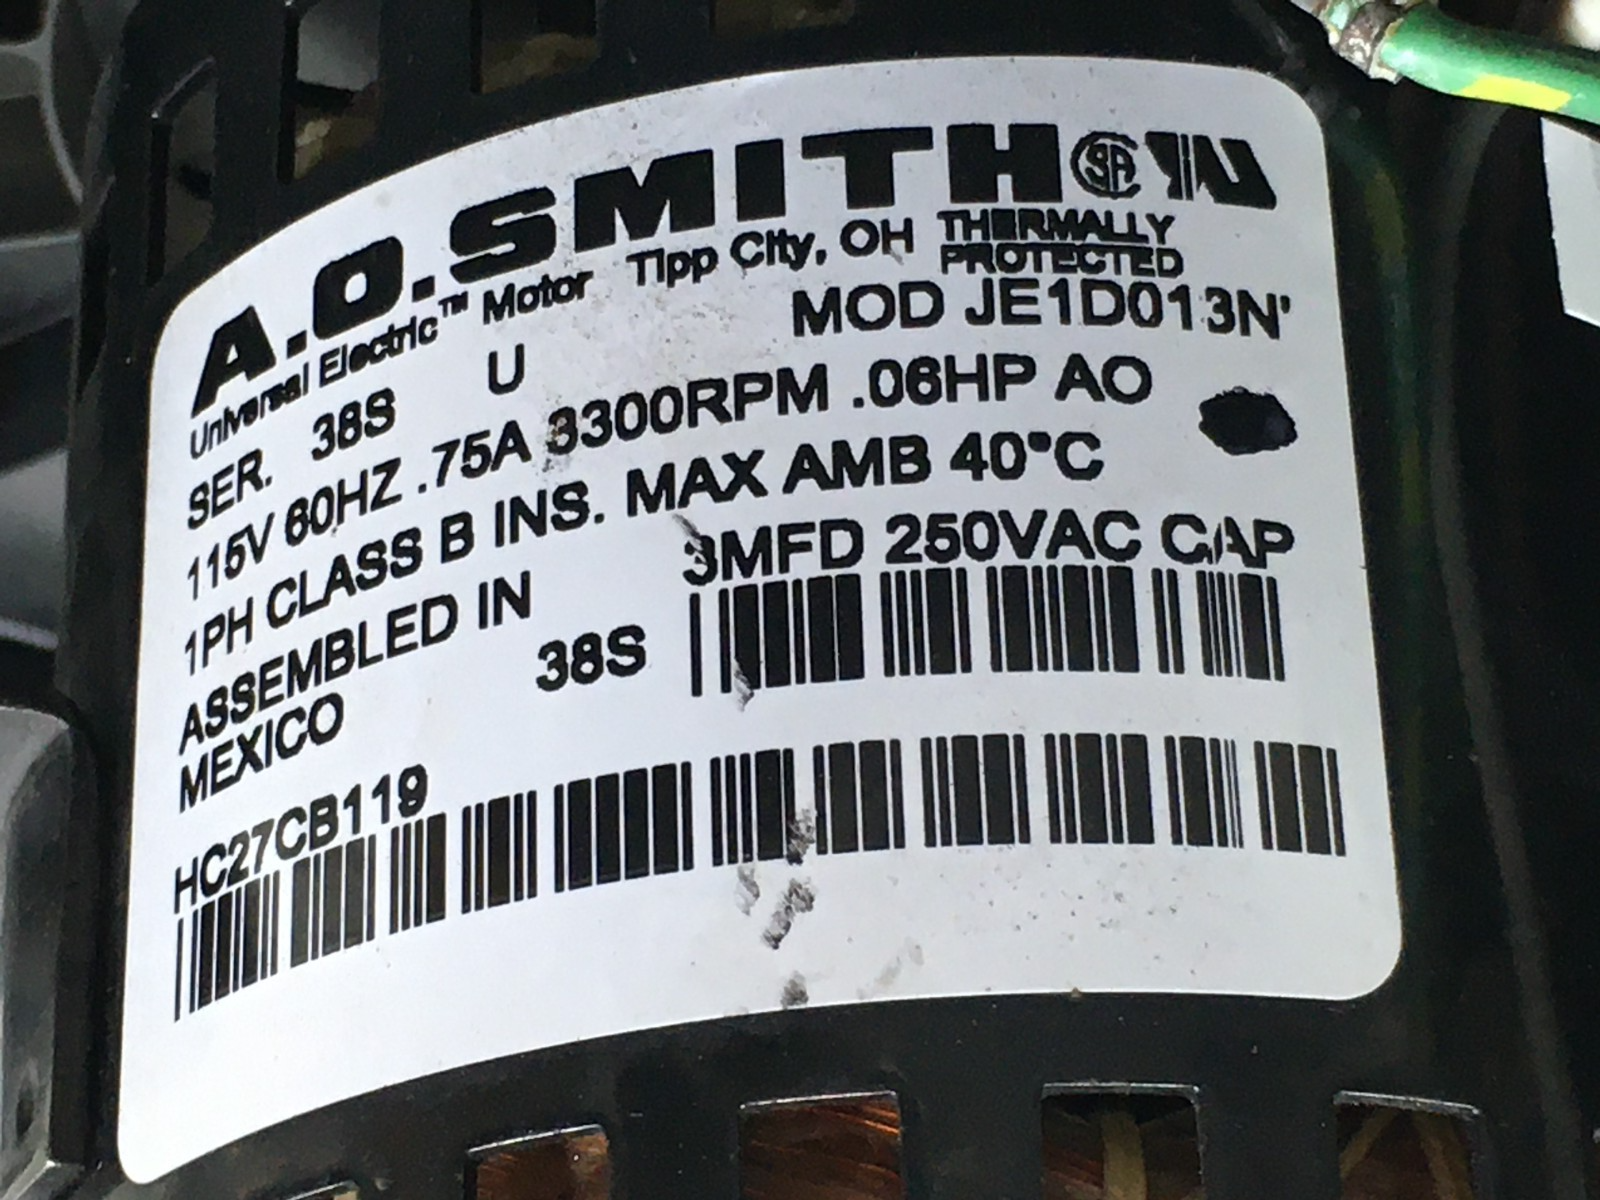 A.O.SMITH
Universal Electric™ Motor Tipp City, OH THERMALLY PROTECTED
MOD JE1D013N'
SER. 38S U
115V 60HZ .75A 3300RPM .06HP AO
1PH CLASS B INS. MAX AMB 40°C
3MFD 250VAC CAP
ASSEMBLED IN
MEXICO
38S
HC27CB119